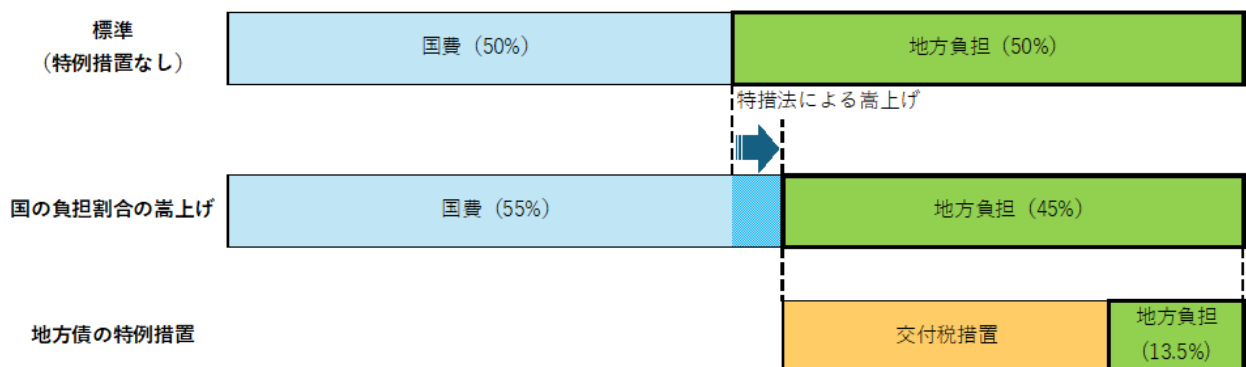 標準
（特例措置なし）
国費（50%）
地方負担（50%）
特措法による嵩上げ
国の負担割合の嵩上げ
国費（55%）
地方負担（45%）
地方債の特例措置
交付税措置
地方負担
(13.5%)